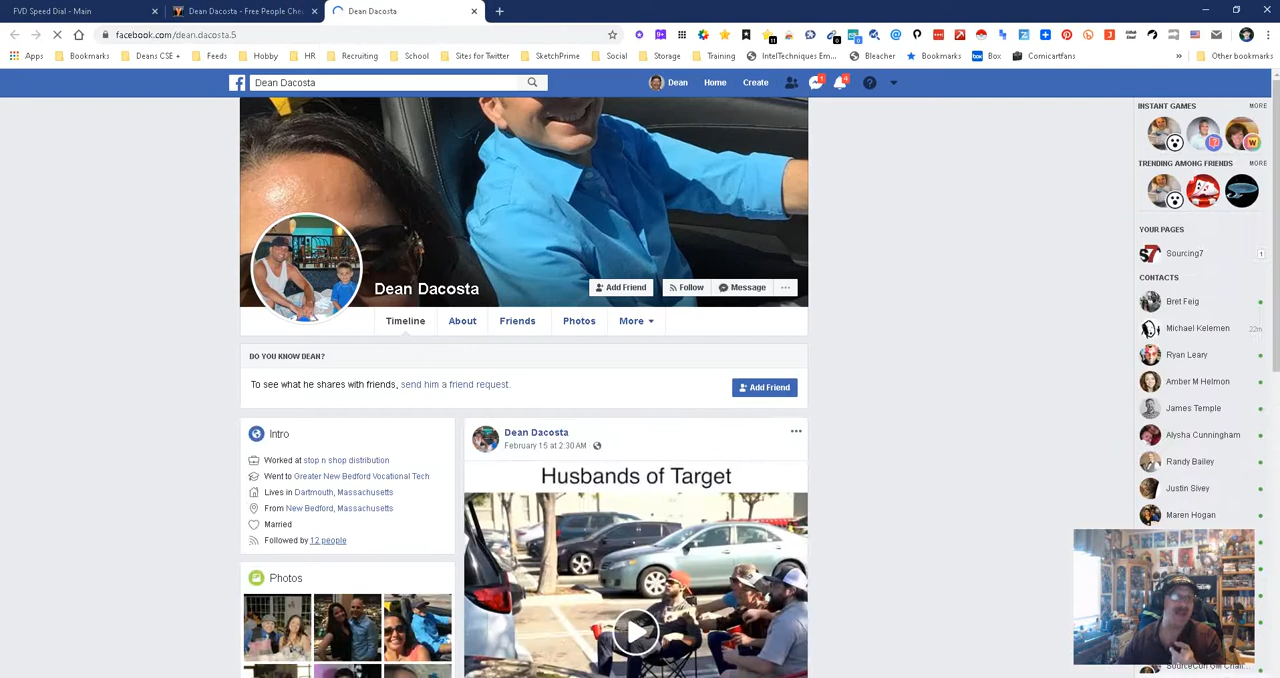 FVD Speed Dial - Main
Dean Dacosta - Free People Che
Dean Dacosta
facebook.com/dean.dacosta.5
Apps
Bookmarks
Deans CSE +
Feeds
Hobby
HR
Recruiting
School
Sites for Twitter
SketchPrime
Social
Storage
Training
IntelTechniques Em...
Bleacher
Bookmarks
Box
Comicartfans
»
Other bookmarks
Dean Dacosta
Dean
Home
Create
1
4
INSTANT GAMES
MORE
TRENDING AMONG FRIENDS
MORE
YOUR PAGES
Sourcing7
1
CONTACTS
Bret Feig
Michael Kelemen
22m
Ryan Leary
Amber M Helmon
James Temple
Alysha Cunningham
Randy Bailey
Justin Sivey
Maren Hogan
SourceCon GM Chall...
Dean Dacosta
Add Friend
Follow
Message
Timeline
About
Friends
Photos
More
DO YOU KNOW DEAN?
To see what he shares with friends, send him a friend request.
Add Friend
Intro
Worked at stop n shop distribution
Went to Greater New Bedford Vocational Tech
Lives in Dartmouth, Massachusetts
From New Bedford, Massachusetts
Married
Followed by 12 people
Photos
Dean Dacosta
February 15 at 2:30 AM
Husbands of Target